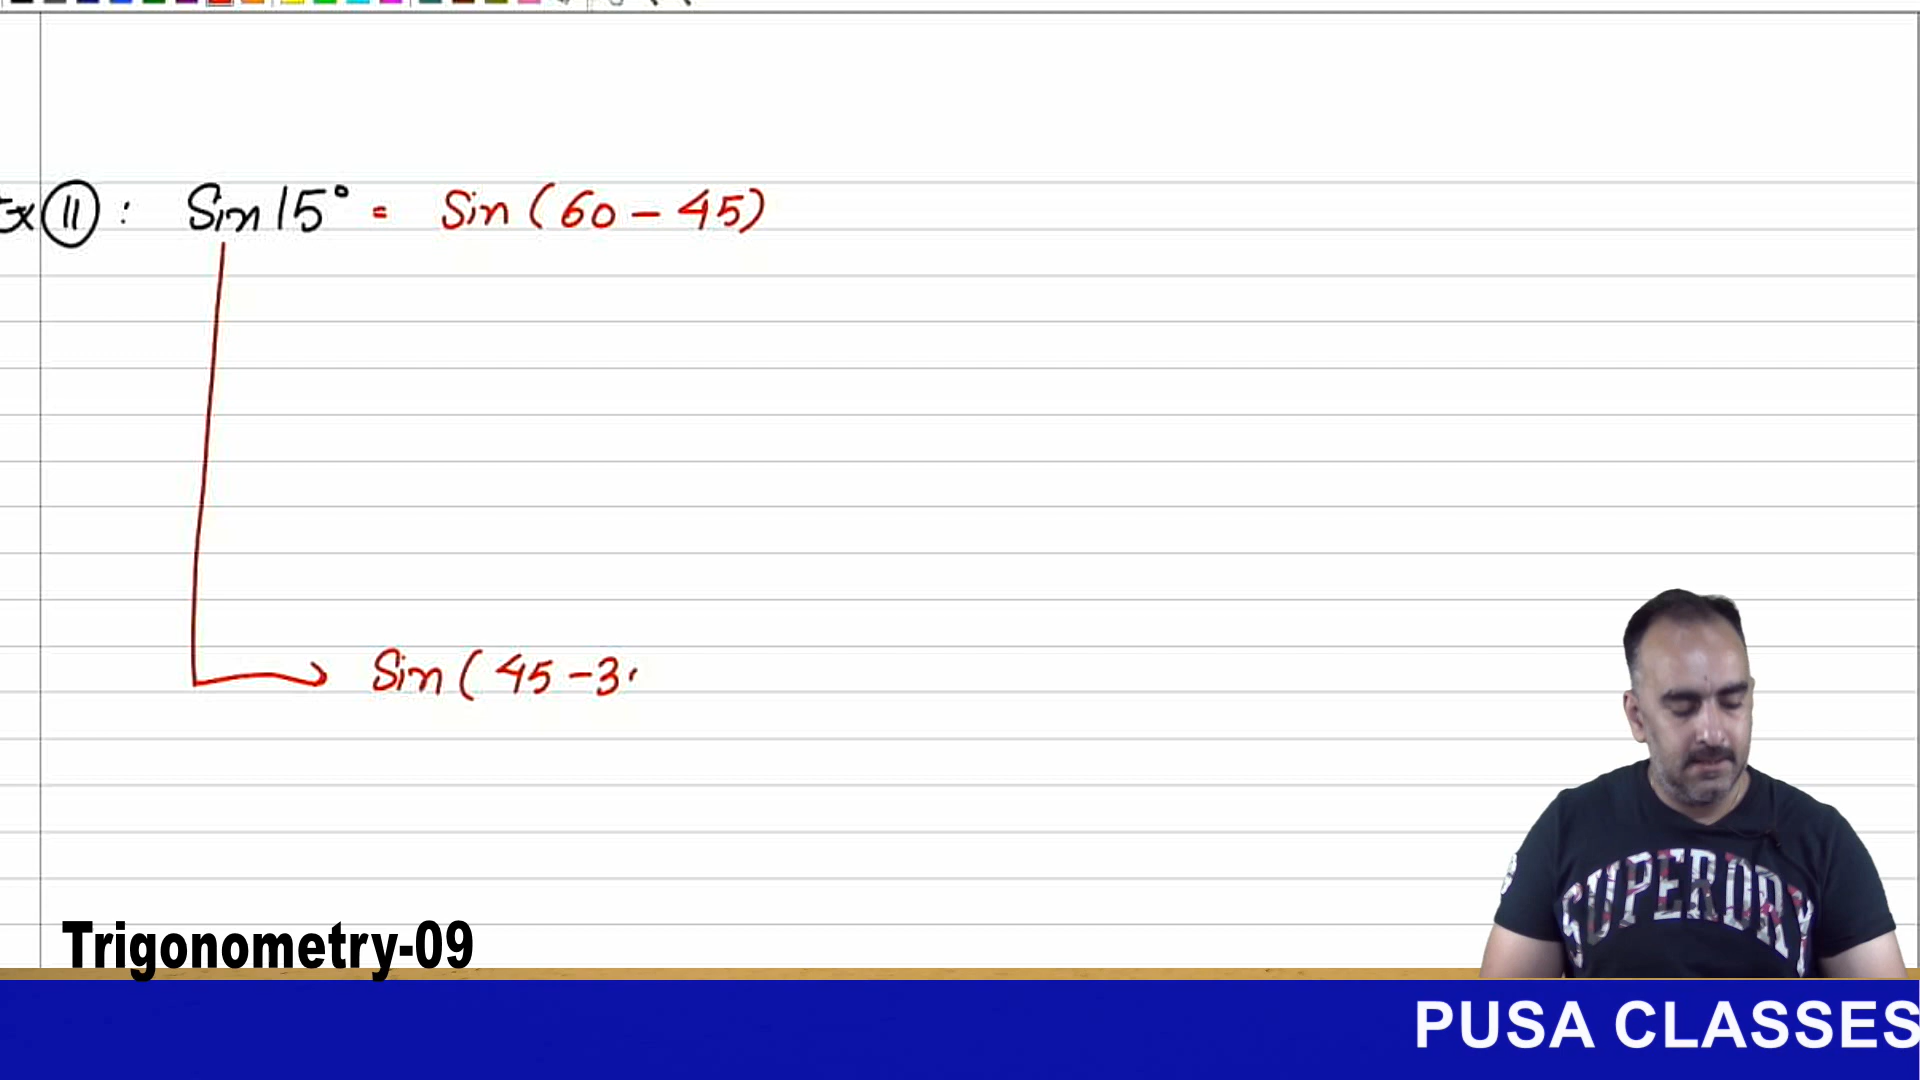 Ex (11) : Sin 15° = Sin (60 - 45)
Sin ( 45 - 3
SUPERDRY
Trigonometry-09
PUSA CLASSES